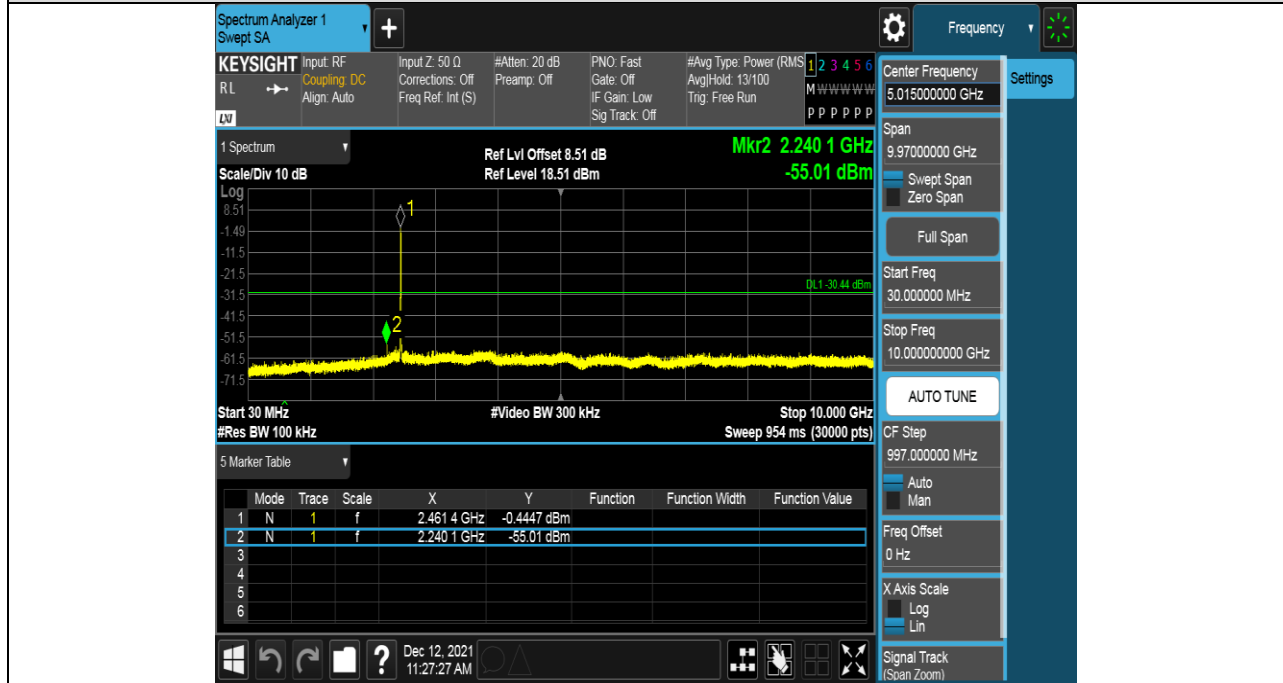 Spectrum Analyzer 1
Swept SA
+
Frequency
KEYSIGHT
RL
LXI
Input: RF
Coupling: DC
Align: Auto
Input Z: 50 Ω
Corrections: Off
Freq Ref: Int (S)
#Atten: 20 dB
Preamp: Off
PNO: Fast
Gate: Off
IF Gain: Low
Sig Track: Off
#Avg Type: Power (RMS
Avg|Hold: 13/100
Trig: Free Run
1 2 3 4 5 6
M W W W W W
P P P P P P
1 Spectrum
Scale/Div 10 dB
Ref Lvl Offset 8.51 dB
Ref Level 18.51 dBm
Mkr2 2.240 1 GHz
-55.01 dBm
Log
8.51
-1.49
-11.5
-21.5
-31.5
-41.5
-51.5
-61.5
-71.5
1
2
DL1 -30.44 dBm
Start 30 MHz
#Video BW 300 kHz
Stop 10.000 GHz
#Res BW 100 kHz
Sweep 954 ms (30000 pts)
5 Marker Table
Mode Trace Scale X Y Function Function Width Function Value
1 N 1 f 2.461 4 GHz -0.4447 dBm
2 N 1 f 2.240 1 GHz -55.01 dBm
3
4
5
6
?
Dec 12, 2021
11:27:27 AM
Center Frequency
5.015000000 GHz
Settings
Span
9.97000000 GHz
Swept Span
Zero Span
Full Span
Start Freq
30.000000 MHz
Stop Freq
10.000000000 GHz
AUTO TUNE
CF Step
997.000000 MHz
Auto
Man
Freq Offset
0 Hz
X Axis Scale
Log
Lin
Signal Track
(Span Zoom)